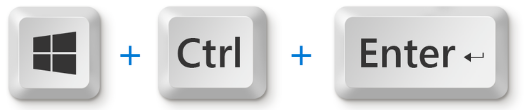 + Ctrl + Enter ↵